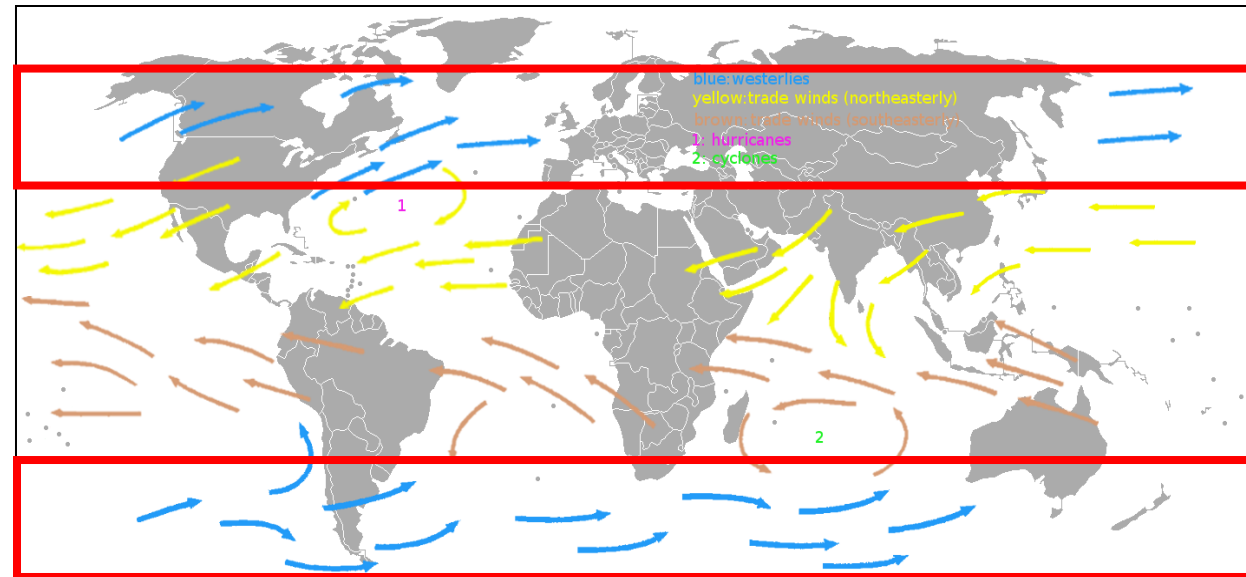 blue:westerlies
yellow:trade winds (northeasterly)
brown:trade winds (southeasterly)
1: hurricanes
2: cyclones
1
2